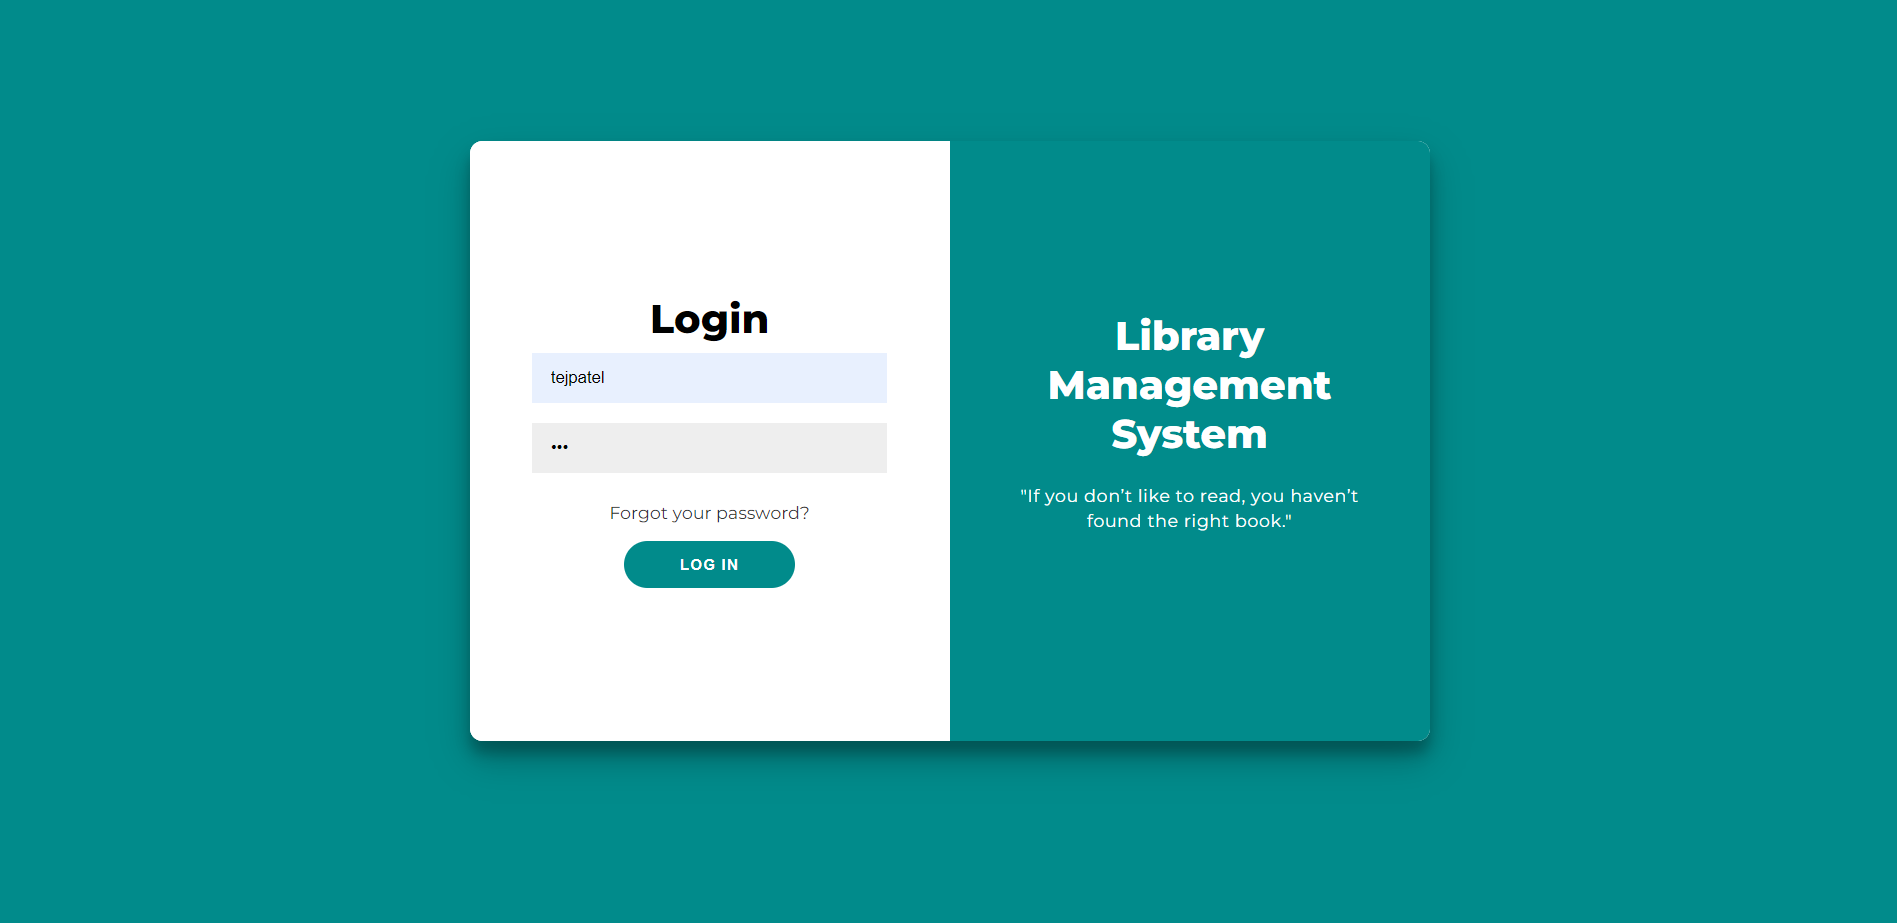 Login
tejpatel
•••
Forgot your password?
LOG IN
Library
Management
System
"If you don’t like to read, you haven’t
found the right book."